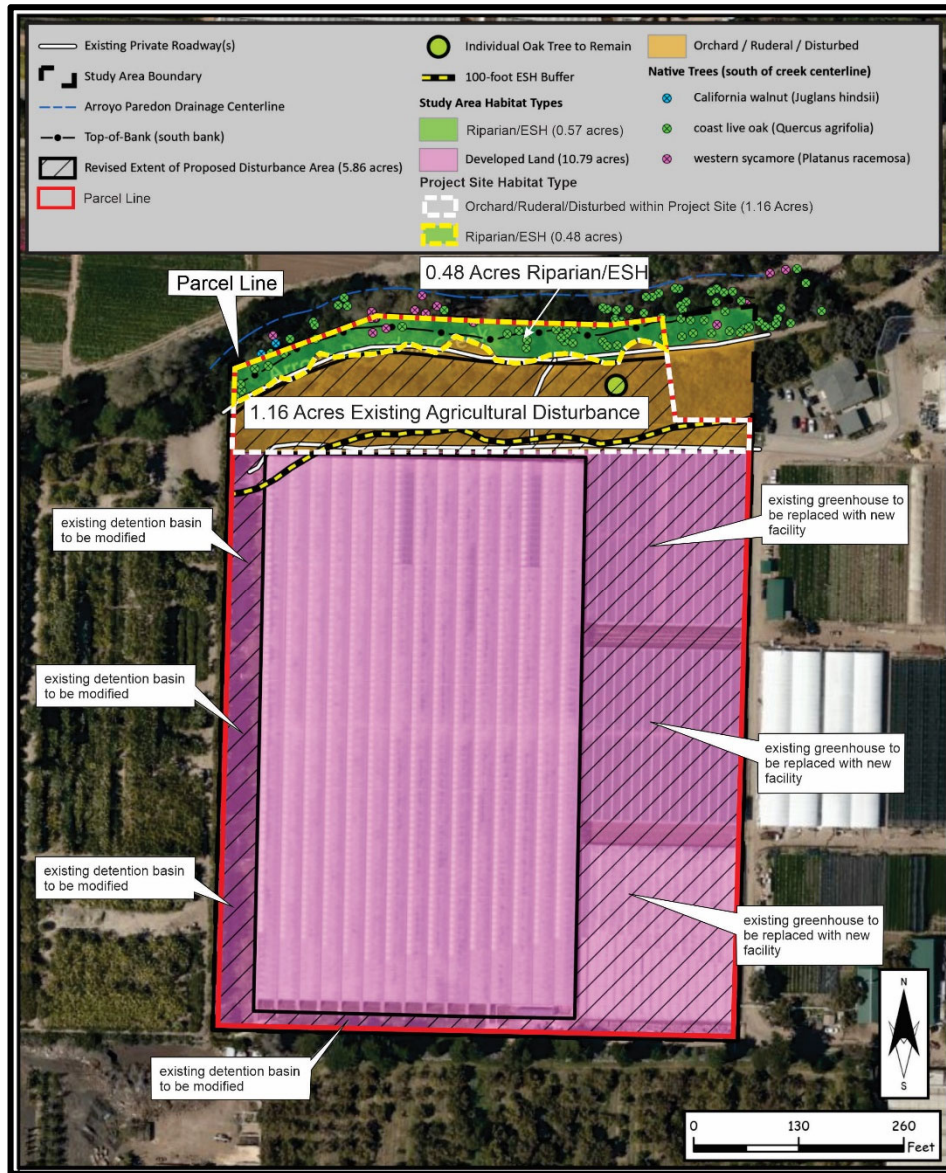 Existing Private Roadway(s)
Study Area Boundary
Arroyo Paredon Drainage Centerline
Top-of-Bank (south bank)
Revised Extent of Proposed Disturbance Area (5.86 acres)
Parcel Line
Individual Oak Tree to Remain
100-foot ESH Buffer
Study Area Habitat Types
Riparian/ESH (0.57 acres)
Developed Land (10.79 acres)
Project Site Habitat Type
Orchard/Ruderal/Disturbed within Project Site (1.16 Acres)
Riparian/ESH (0.48 acres)
Orchard / Ruderal / Disturbed
Native Trees (south of creek centerline)
California walnut (Juglans hindsii)
coast live oak (Quercus agrifolia)
western sycamore (Platanus racemosa)
Parcel Line
0.48 Acres Riparian/ESH
1.16 Acres Existing Agricultural Disturbance
existing detention basin
to be modified
existing greenhouse to
be replaced with new
facility
existing detention basin
to be modified
existing greenhouse to
be replaced with new
facility
existing detention basin
to be modified
existing greenhouse to
be replaced with new
facility
existing detention basin
to be modified
N
S
0 130 260
Feet